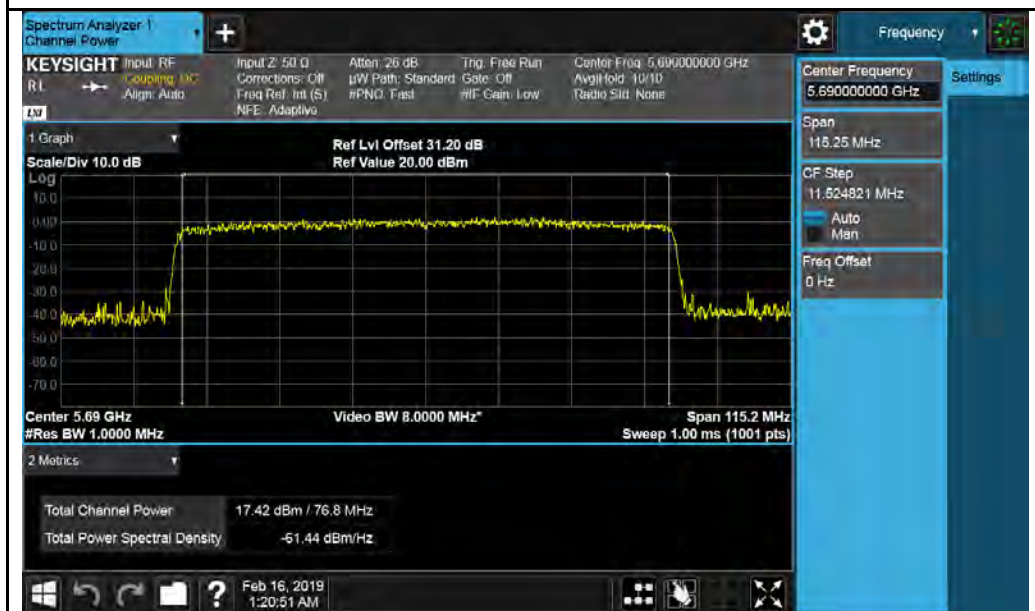 Spectrum Analyzer 1
Channel Power
+
Frequency
KEYSIGHT Input: RF
Coupling: DC
Align: Auto
Input Z: 50 Ω
Corrections: Off
Freq Ref: Int (S)
NFE: Adaptive
Atten: 26 dB
µW Path: Standard
#PNO: Fast
Trig: Free Run
Gate: Off
#IF Gain: Low
Center Freq: 5.690000000 GHz
Avg|Hold: 10/10
Radio Std: None
1 Graph
Scale/Div 10.0 dB
Ref Lvl Offset 31.20 dB
Ref Value 20.00 dBm
Log
10.0
0.00
-10.0
-20.0
-30.0
-40.0
-50.0
-60.0
-70.0
Center 5.69 GHz
#Res BW 1.0000 MHz
Video BW 8.0000 MHz*
Span 115.2 MHz
Sweep 1.00 ms (1001 pts)
2 Metrics
Total Channel Power 17.42 dBm / 76.8 MHz
Total Power Spectral Density -61.44 dBm/Hz
Center Frequency
5.690000000 GHz
Settings
Span
115.25 MHz
CF Step
11.524821 MHz
Auto
Man
Freq Offset
0 Hz
?
Feb 16, 2019
1:20:51 AM